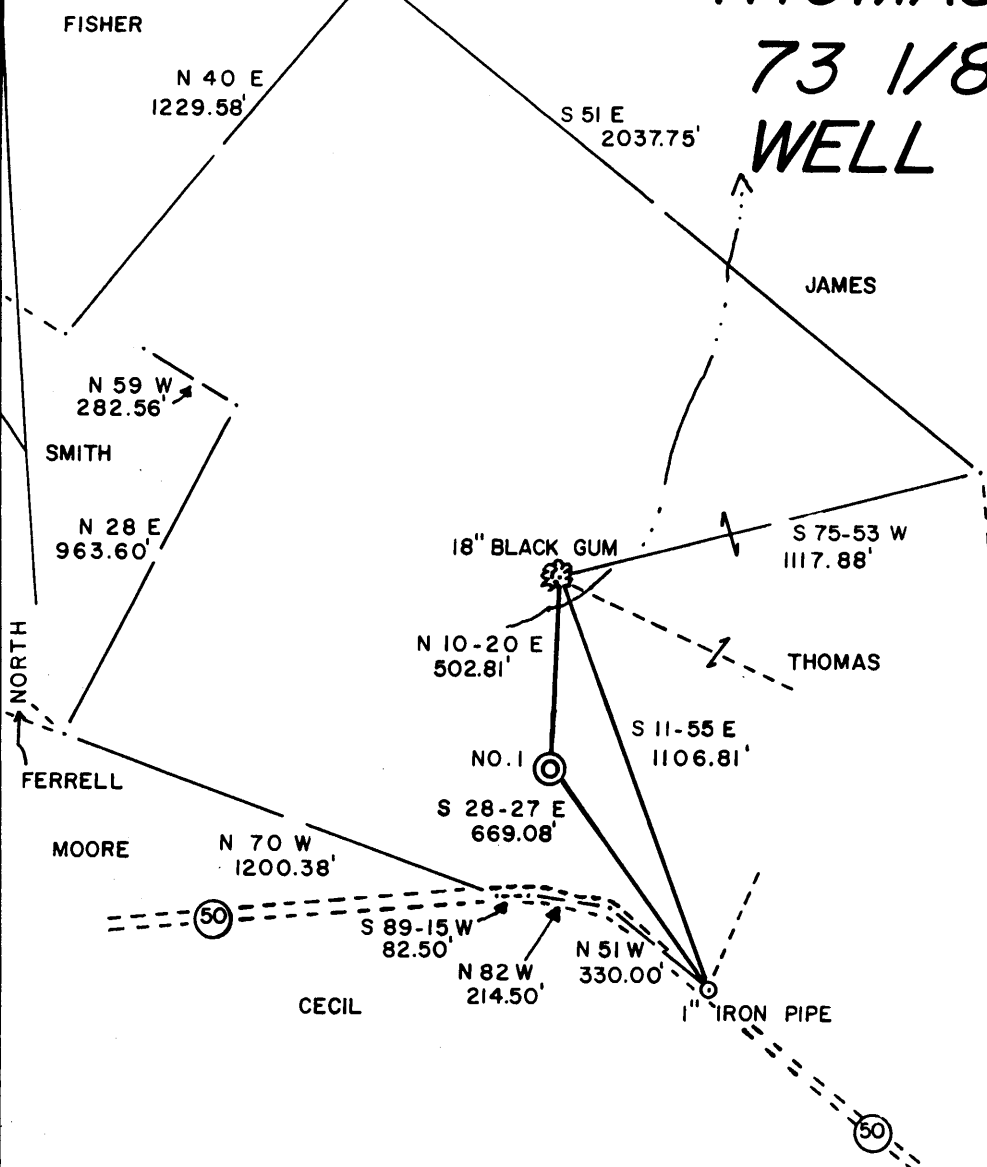 FISHER
N 40 E
1229.58'
73 1/8
WELL
S 51 E
2037.75'
JAMES
N 59 W
282.56'
SMITH
N 28 E
963.60'
18" BLACK GUM
S 75-53 W
1117.88'
N 10-20 E
502.81'
THOMAS
NORTH
S 11-55 E
1106.81'
NO. 1
FERRELL
S 28-27 E
669.08'
MOORE
N 70 W
1200.38'
50
S 89-15 W
82.50'
N 82 W
214.50'
N 51 W
330.00'
CECIL
1" IRON PIPE
50